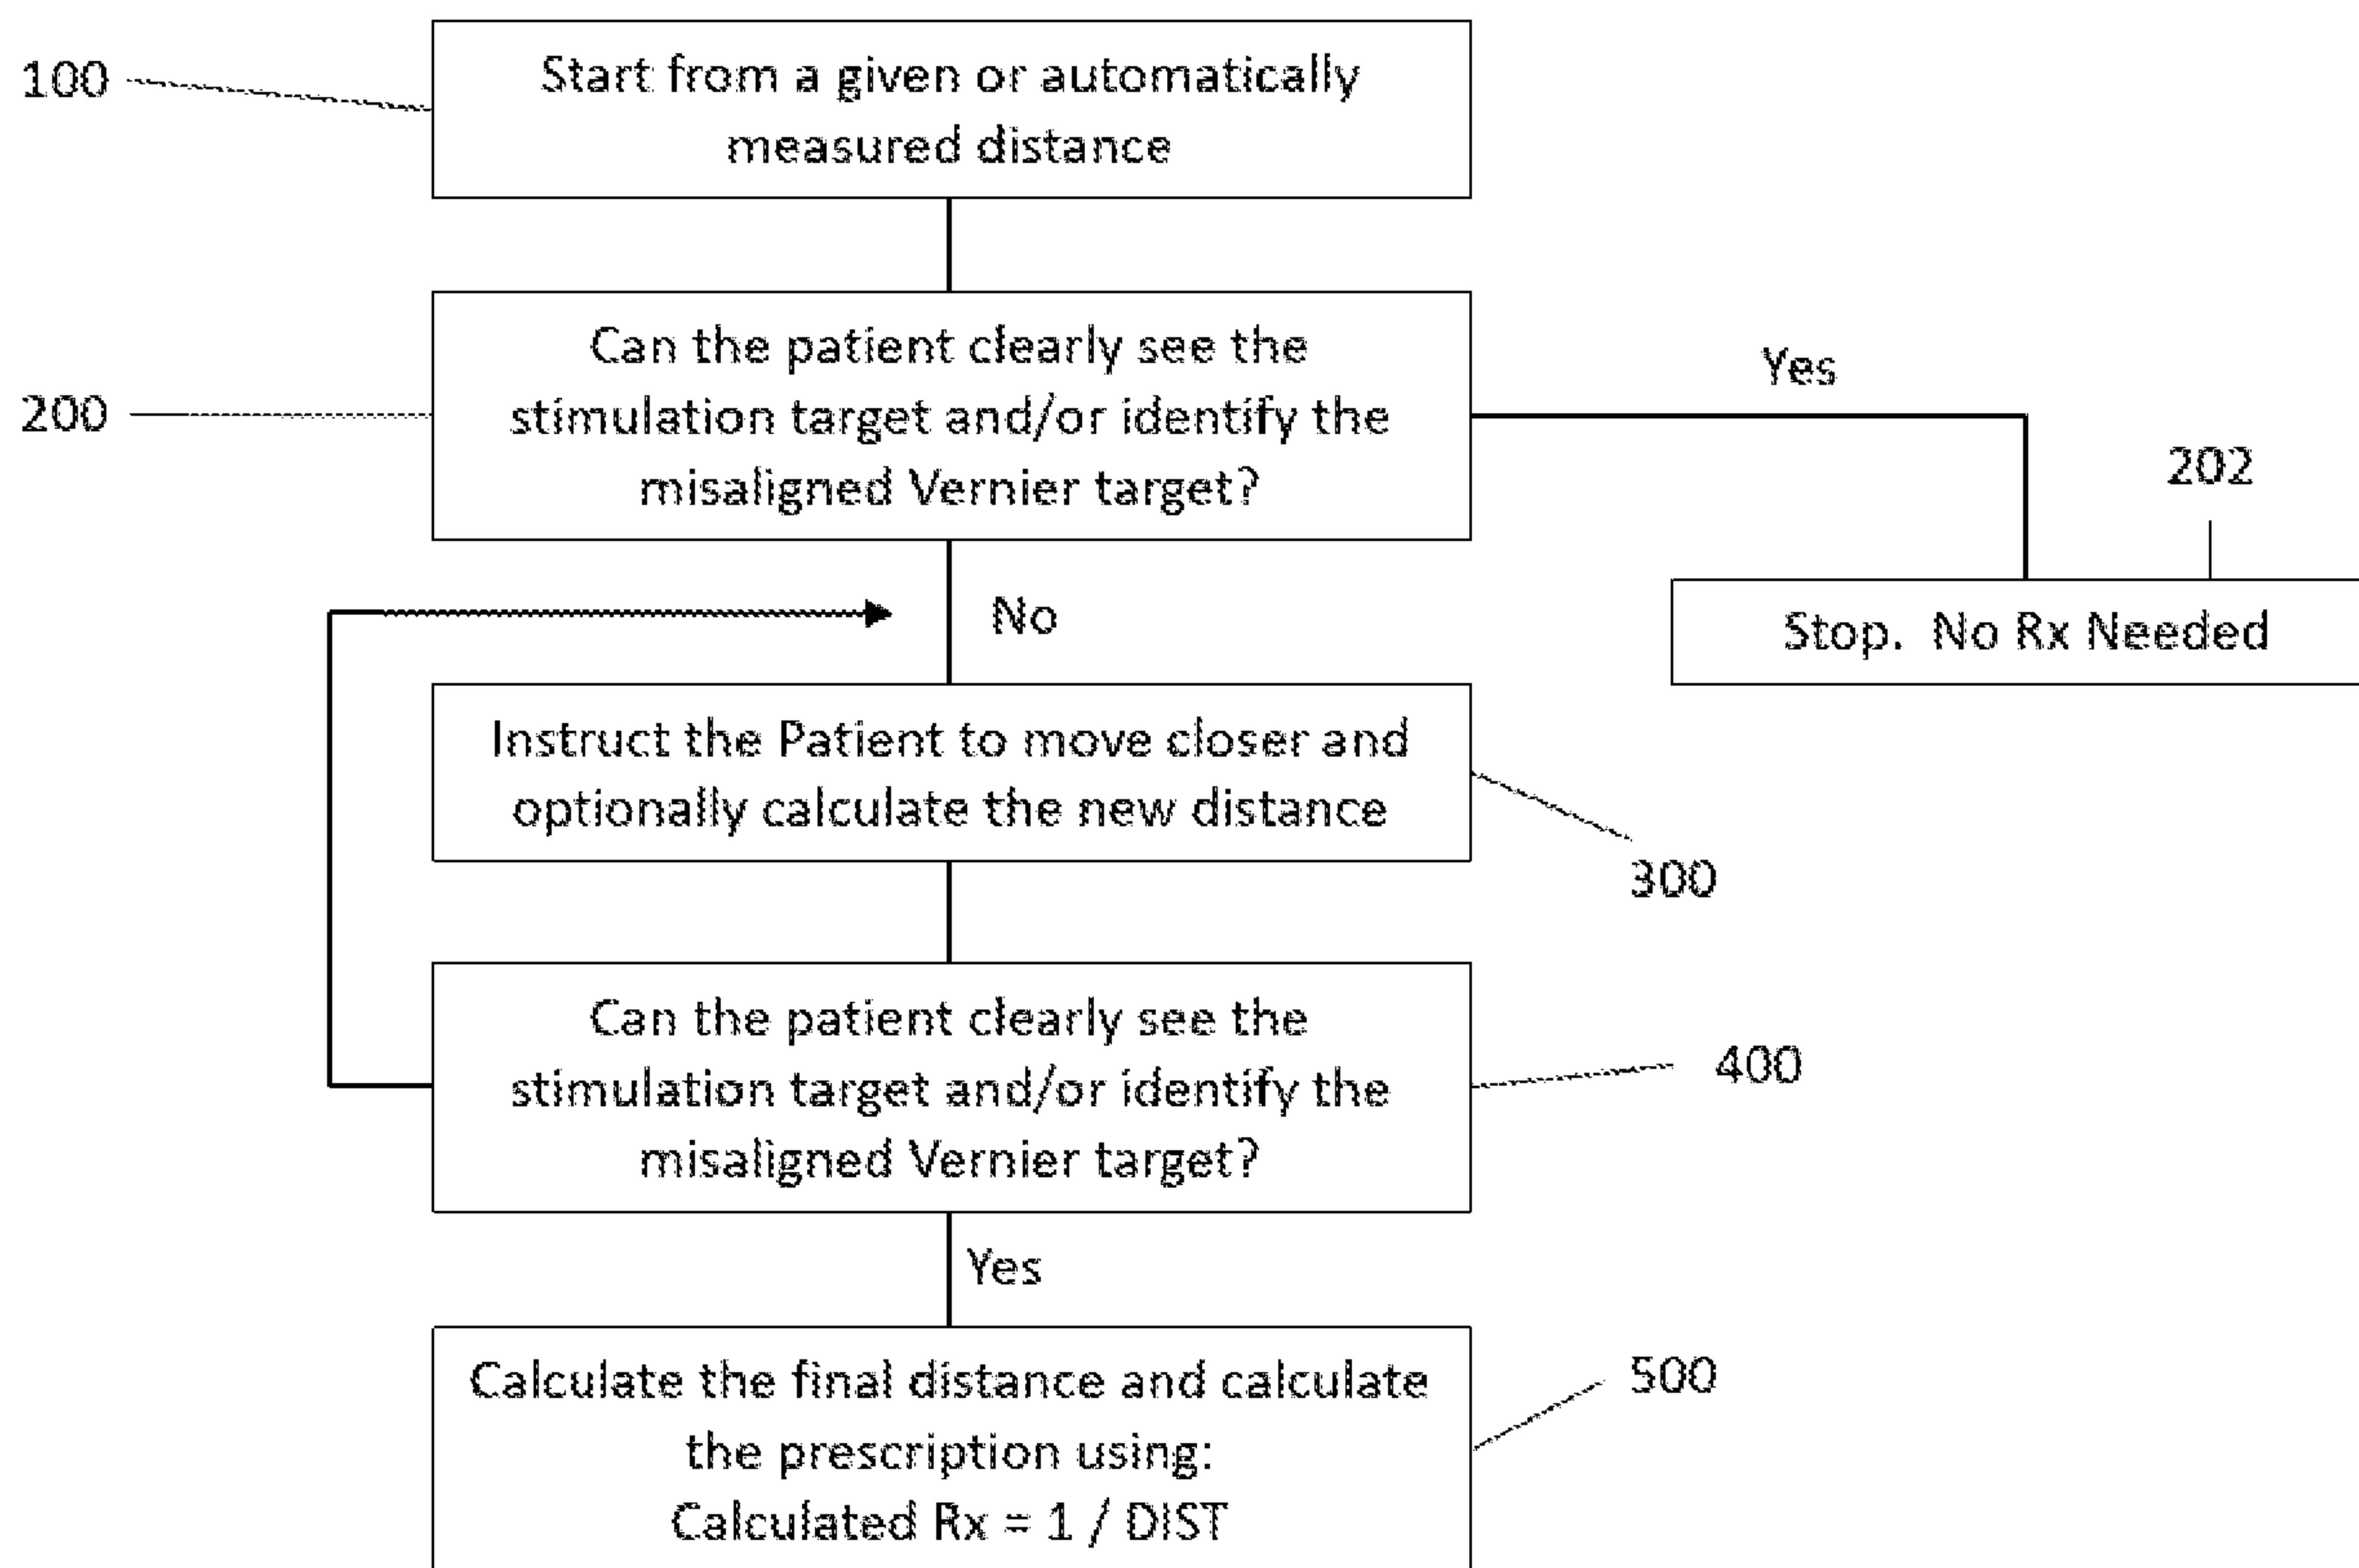 100
Start from a given or automatically
measured distance
200
Can the patient clearly see the
stimulation target and/or identify the
misaligned Vernier target?
Yes
202
Stop.  No Rx Needed
No
Instruct the Patient to move closer and
optionally calculate the new distance
300
Can the patient clearly see the
stimulation target and/or identify the
misaligned Vernier target?
400
Yes
Calculate the final distance and calculate
the prescription using:
Calculated Rx = 1 / DIST
500